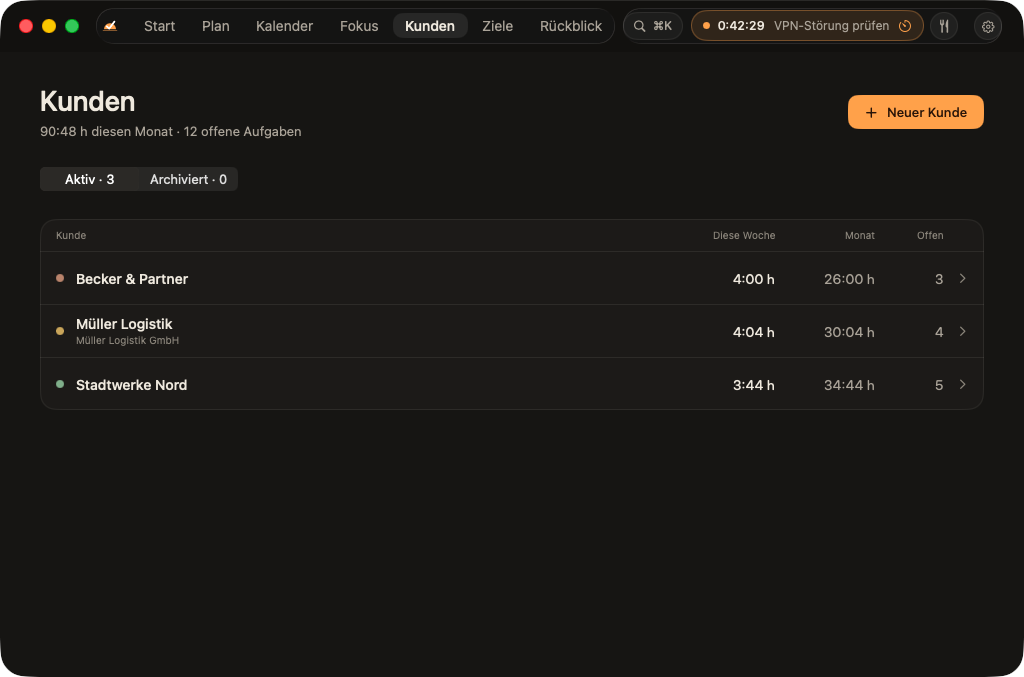 Start Plan Kalender Fokus Kunden Ziele Rückblick ⌘K 0:42:29 VPN-Störung prüfen
Kunden
90:48 h diesen Monat · 12 offene Aufgaben
+ Neuer Kunde
Aktiv · 3 Archiviert · 0
Kunde Diese Woche Monat Offen
Becker & Partner 4:00 h 26:00 h 3
Müller Logistik 4:04 h 30:04 h 4
Müller Logistik GmbH
Stadtwerke Nord 3:44 h 34:44 h 5